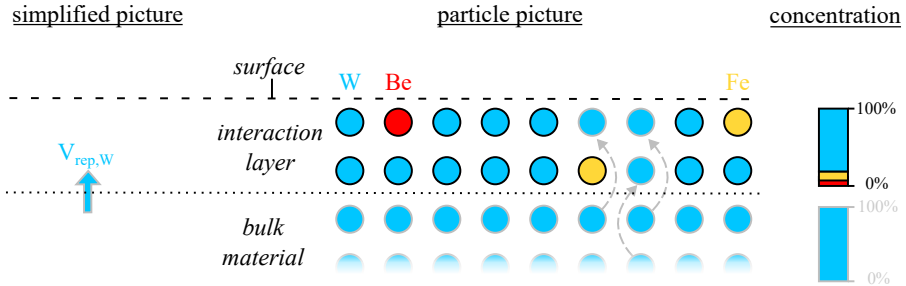 simplified picture
particle picture
concentration
surface
W
Be
Fe
interaction
layer
V_rep,W
100%
0%
bulk
material
100%
0%